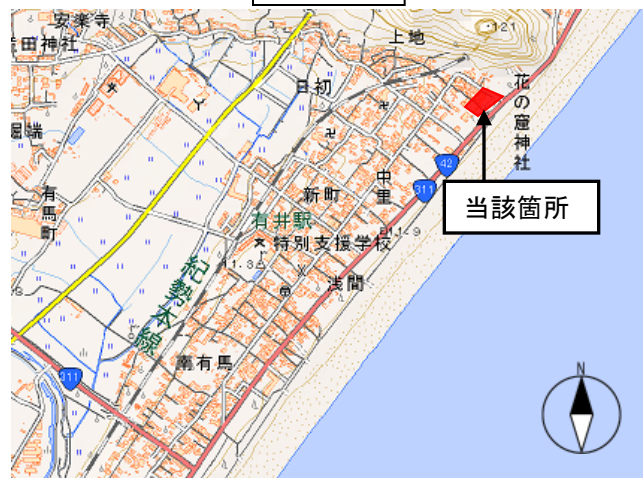 安楽寺
荒田神社
上地
・121
花の窟神社
日初
堀端
有馬町
新町
中里
42
311
当該箇所
有井駅
特別支援学校
11.3
浅間
紀勢本線
311
南有馬
N